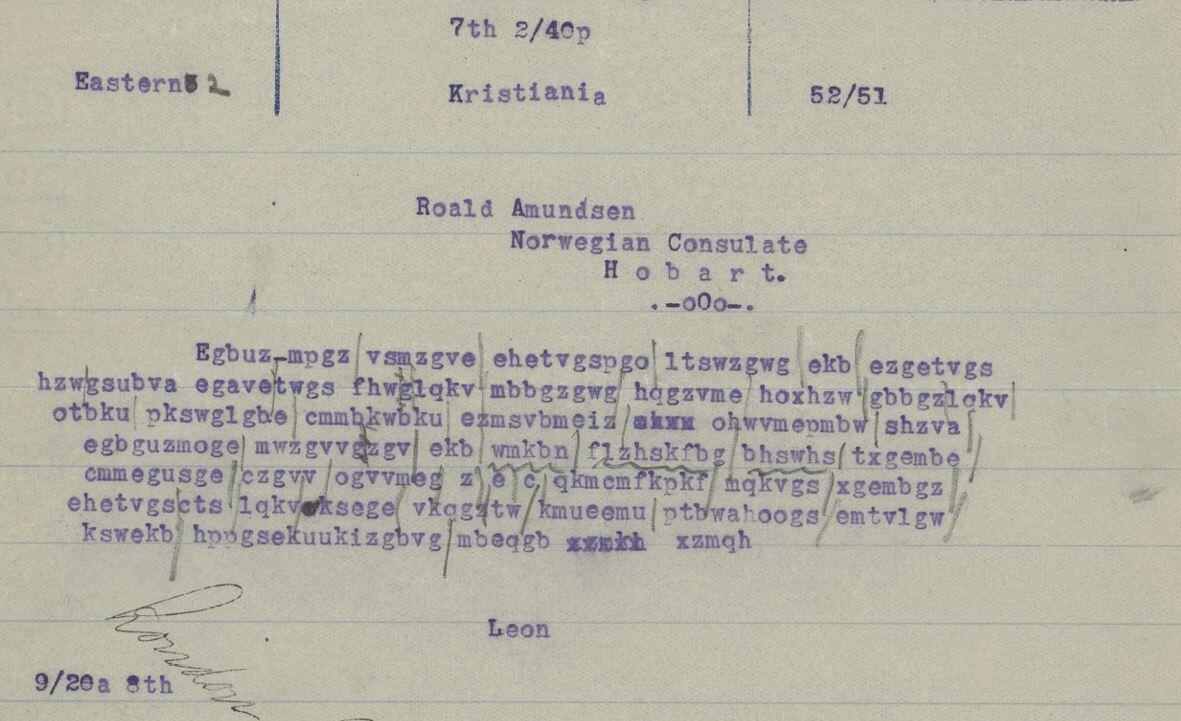 7th 2/40p
Eastern 2 Kristiania 52/51
Roald Amundsen
Norwegian Consulate
H o b a r t.
.-oOo-.
Egbuz-mpgz vsmzgve ehetvgspgo ltswzgwg ekb ezgetvgs
hzwgsubva egavetwgs fhwglqkv mbbgzgwg hqgzvme hoxhzw gbbgzlqkv
otbku pkswglgbe cmmbkwbku ezmsvbmeiz ohwvmepmbw shzva
egbguzmoge mwzgvvgzgv ekb wmkbn flzhskfbg bhswhs txgembe
cmmegusge czgvv ogvvmeg z e c qkmcmfkpkf mqkvgs xgembgz
ehetvgscts lqkv ksege vkqgztw kmueemu ptbwahoogs emtvlgw
kswekb hppgsekuukizgbvg mbeqgb xzmqh
Leon
London
9/20a 8th